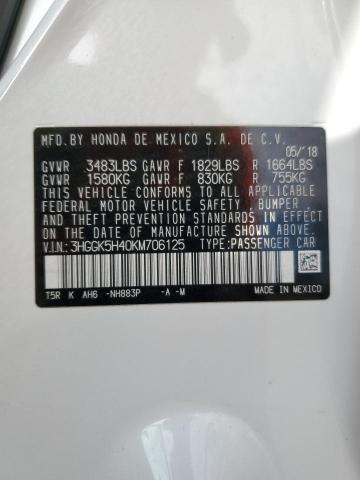 MFD. BY HONDA DE MEXICO S.A. DE C.V.
05/'18
GVWR 3483LBS GAWR F 1829LBS R 1664LBS
GVWR 1580KG GAWR F 830KG R 755KG
THIS VEHICLE CONFORMS TO ALL APPLICABLE
FEDERAL MOTOR VEHICLE SAFETY, BUMPER
AND THEFT PREVENTION STANDARDS IN EFFECT
ON THE DATE OF MANUFACTURE SHOWN ABOVE.
V.I.N.: 3HGGK5H40KM706125 TYPE: PASSENGER CAR
T5R K AH6 -NH883P -A -M
MADE IN MEXICO